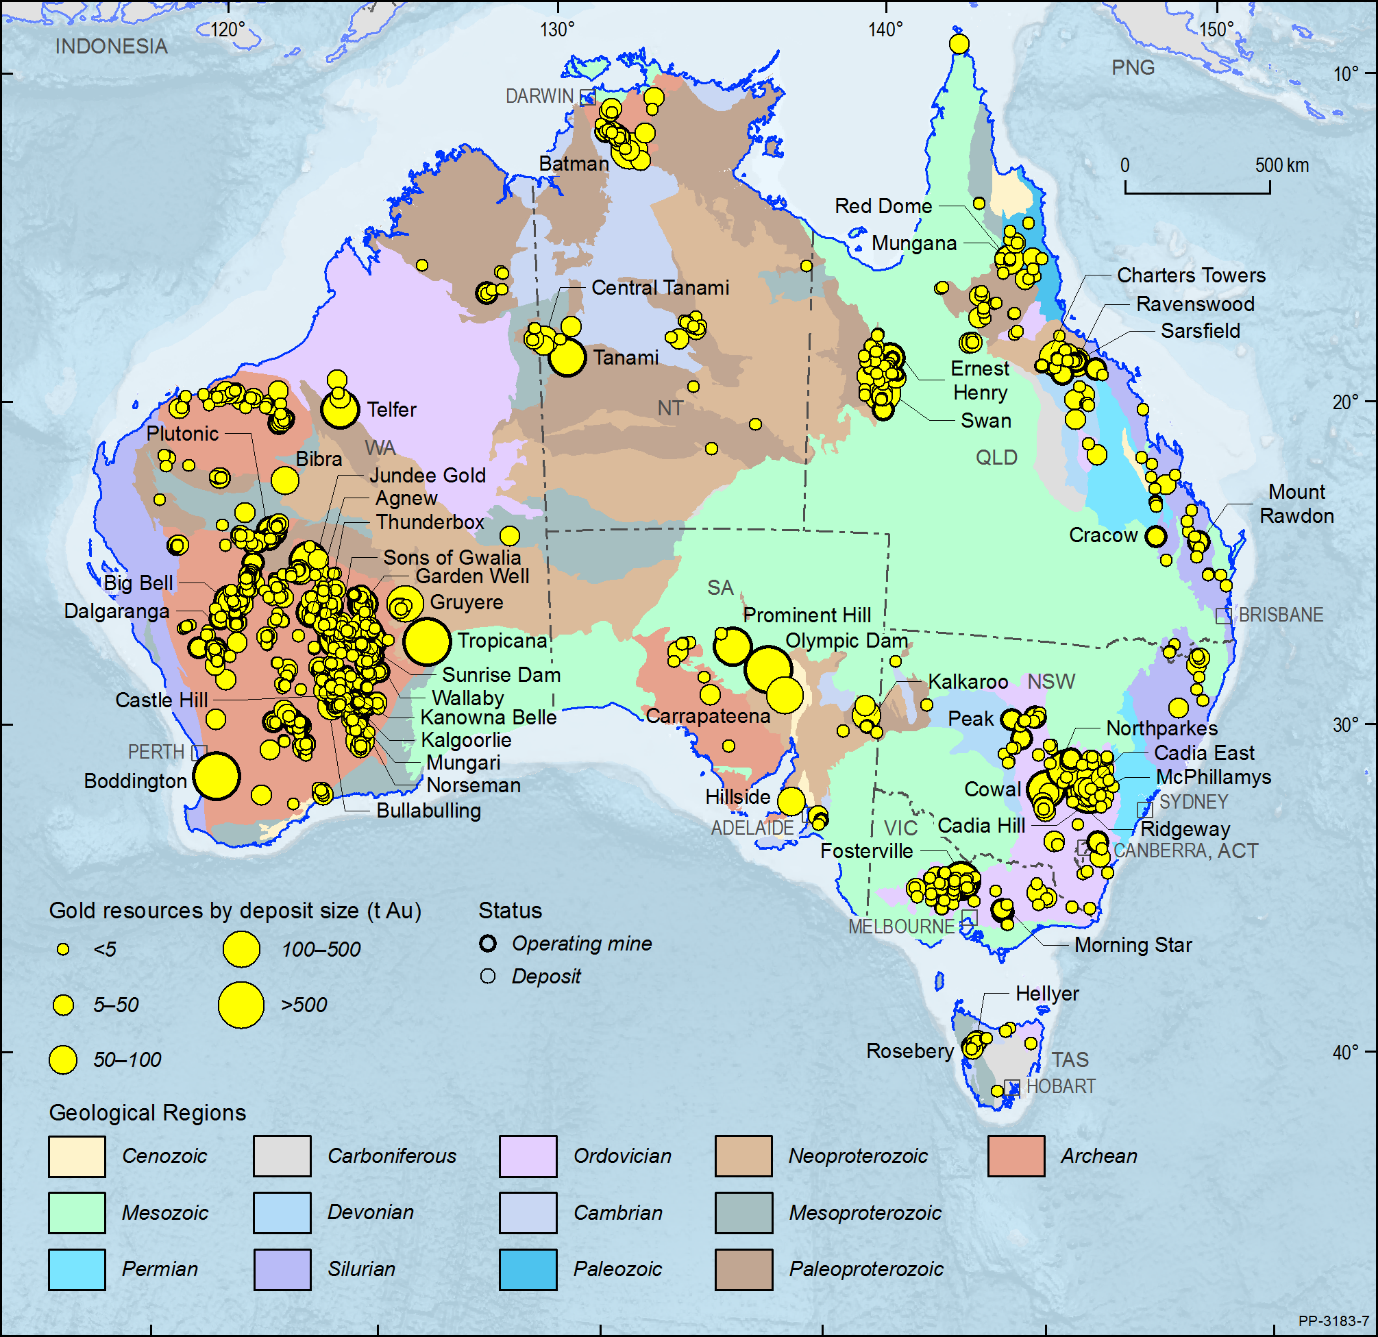 120°
130°
140°
150°
INDONESIA
PNG
10°
DARWIN
Batman
0
500 km
Red Dome
Mungana
Charters Towers
Central Tanami
Ravenswood
Sarsfield
Tanami
Ernest
Henry
Telfer
NT
20°
Swan
Plutonic
WA
Bibra
QLD
Jundee Gold
Mount
Rawdon
Agnew
Thunderbox
Cracow
Sons of Gwalia
Garden Well
Big Bell
SA
Gruyere
Dalgaranga
Prominent Hill
BRISBANE
Tropicana
Olympic Dam
Sunrise Dam
Kalkaroo
NSW
Castle Hill
Wallaby
Kanowna Belle
Carrapateena
Peak
30°
Northparkes
Kalgoorlie
PERTH
Cadia East
Mungari
Boddington
McPhillamys
Norseman
Cowal
Hillside
SYDNEY
Bullabulling
ADELAIDE
VIC
Cadia Hill
Ridgeway
Fosterville
CANBERRA, ACT
MELBOURNE
Morning Star
Gold resources by deposit size (t Au)
<5
5–50
50–100
100–500
>500
Status
Operating mine
Deposit
Hellyer
Rosebery
TAS
40°
HOBART
Geological Regions
Cenozoic
Carboniferous
Ordovician
Neoproterozoic
Archean
Mesozoic
Devonian
Cambrian
Mesoproterozoic
Permian
Silurian
Paleozoic
Paleoproterozoic
PP-3183-7